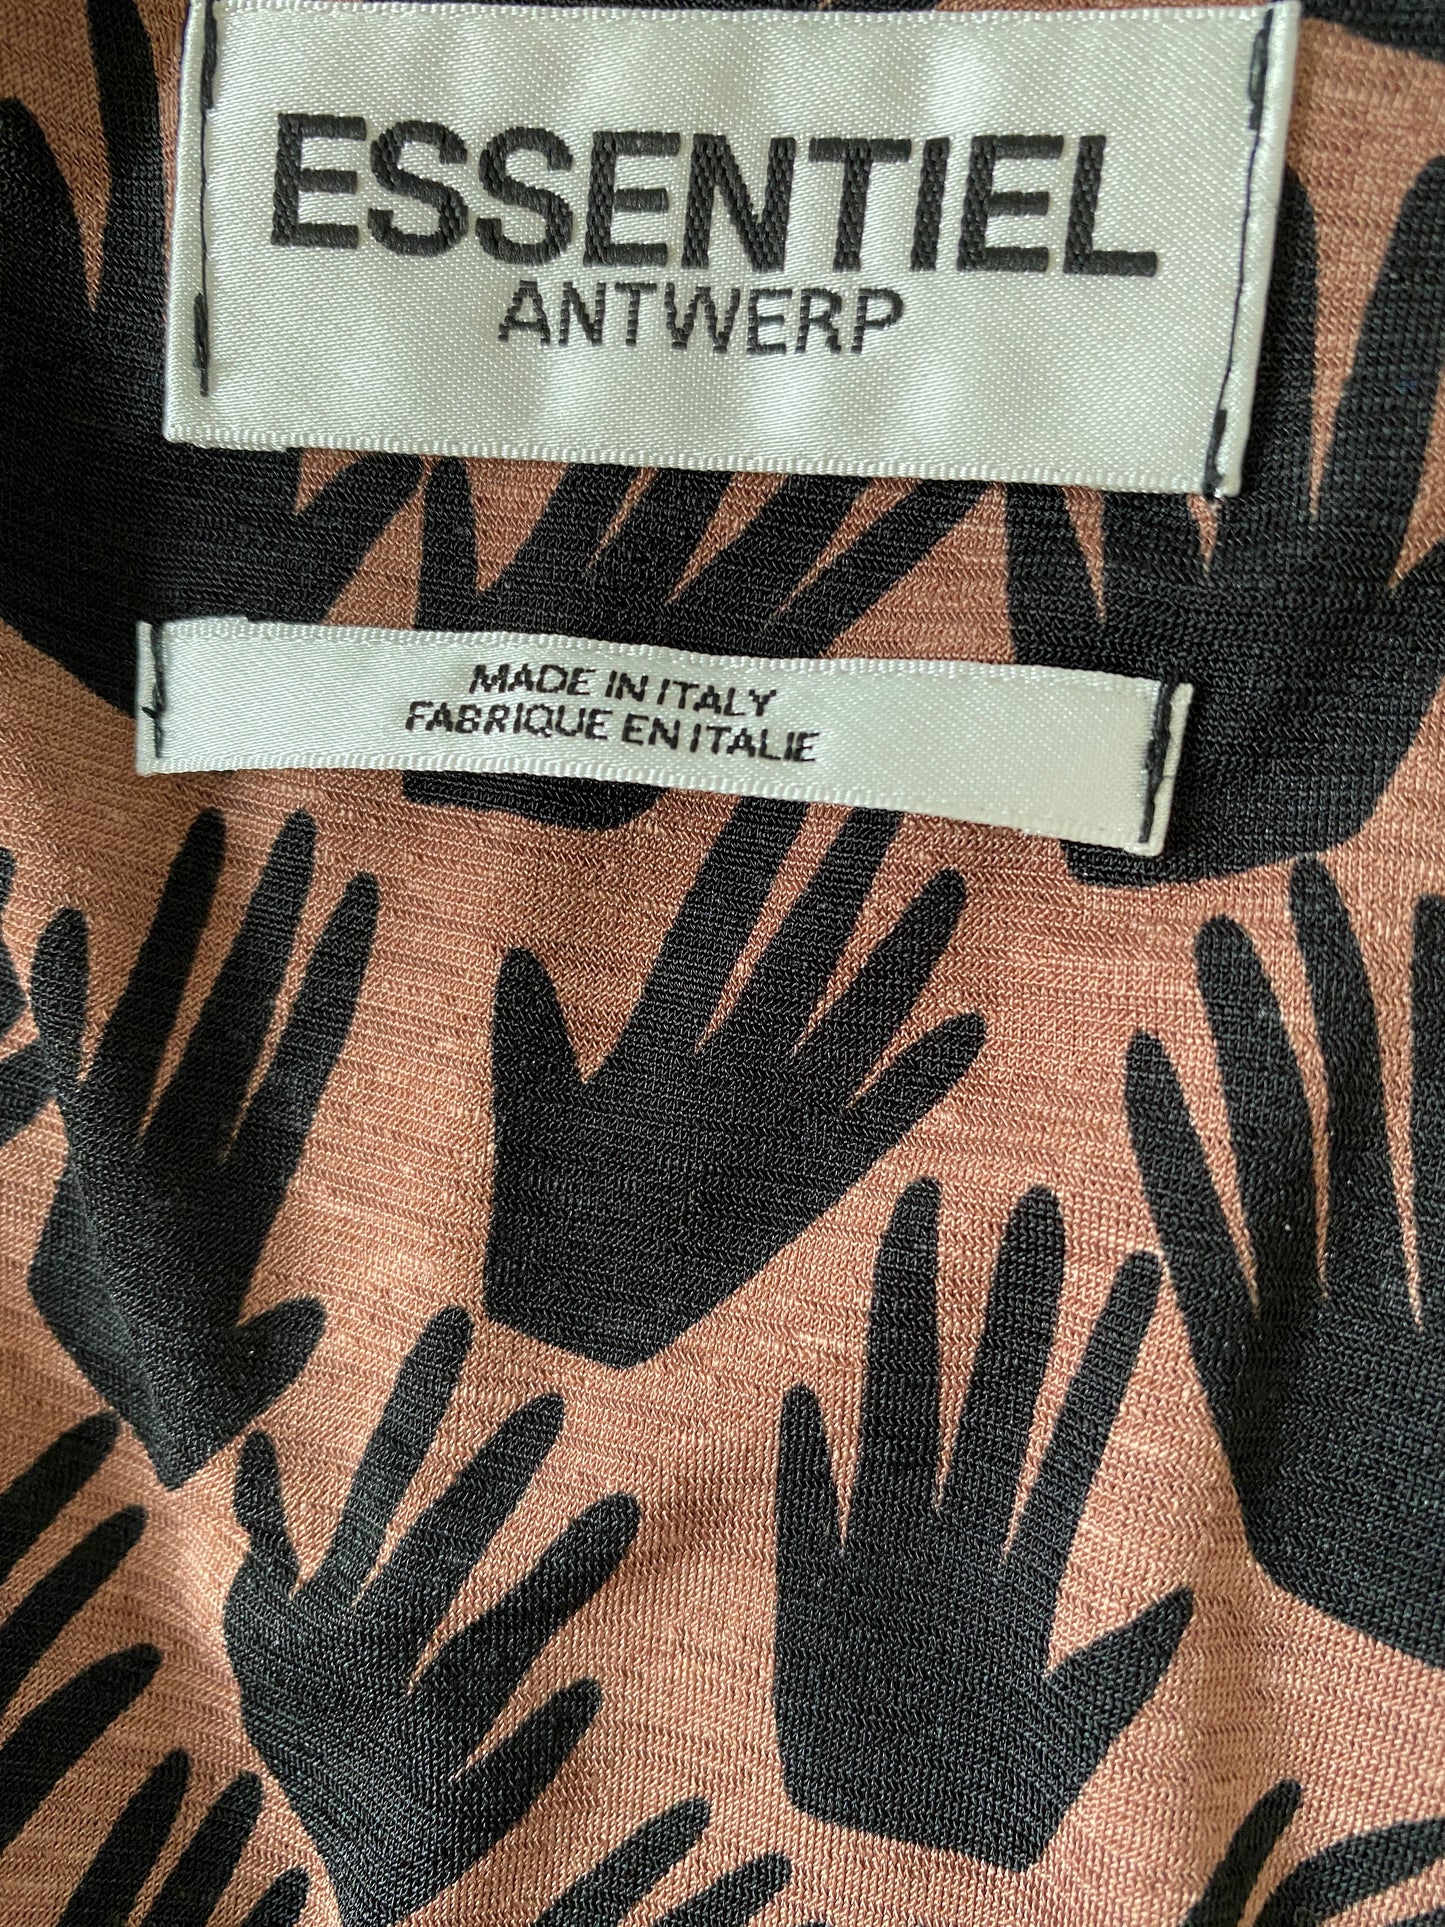 ESSENTIEL
ANTWERP
MADE IN ITALY
FABRIQUE EN ITALIE